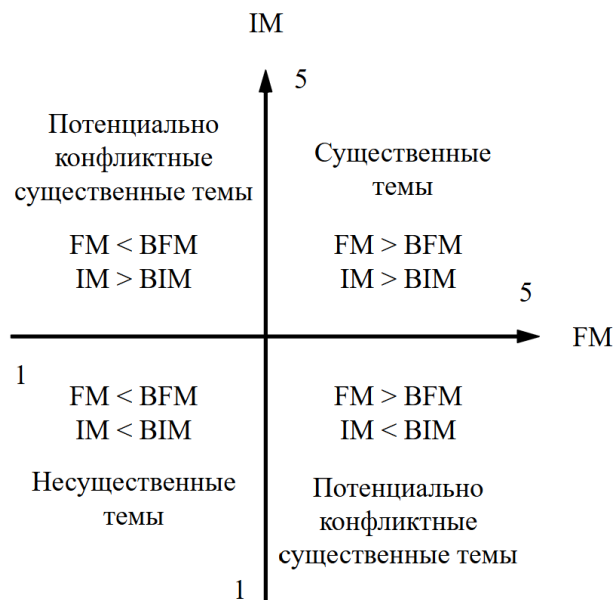 IM
5
Потенциально
конфликтные
существенные темы
FM < BFM
IM > BIM
Существенные
темы
FM > BFM
IM > BIM
5
FM
1
FM < BFM
IM < BIM
Несущественные
темы
FM > BFM
IM < BIM
Потенциально
конфликтные
существенные темы
1